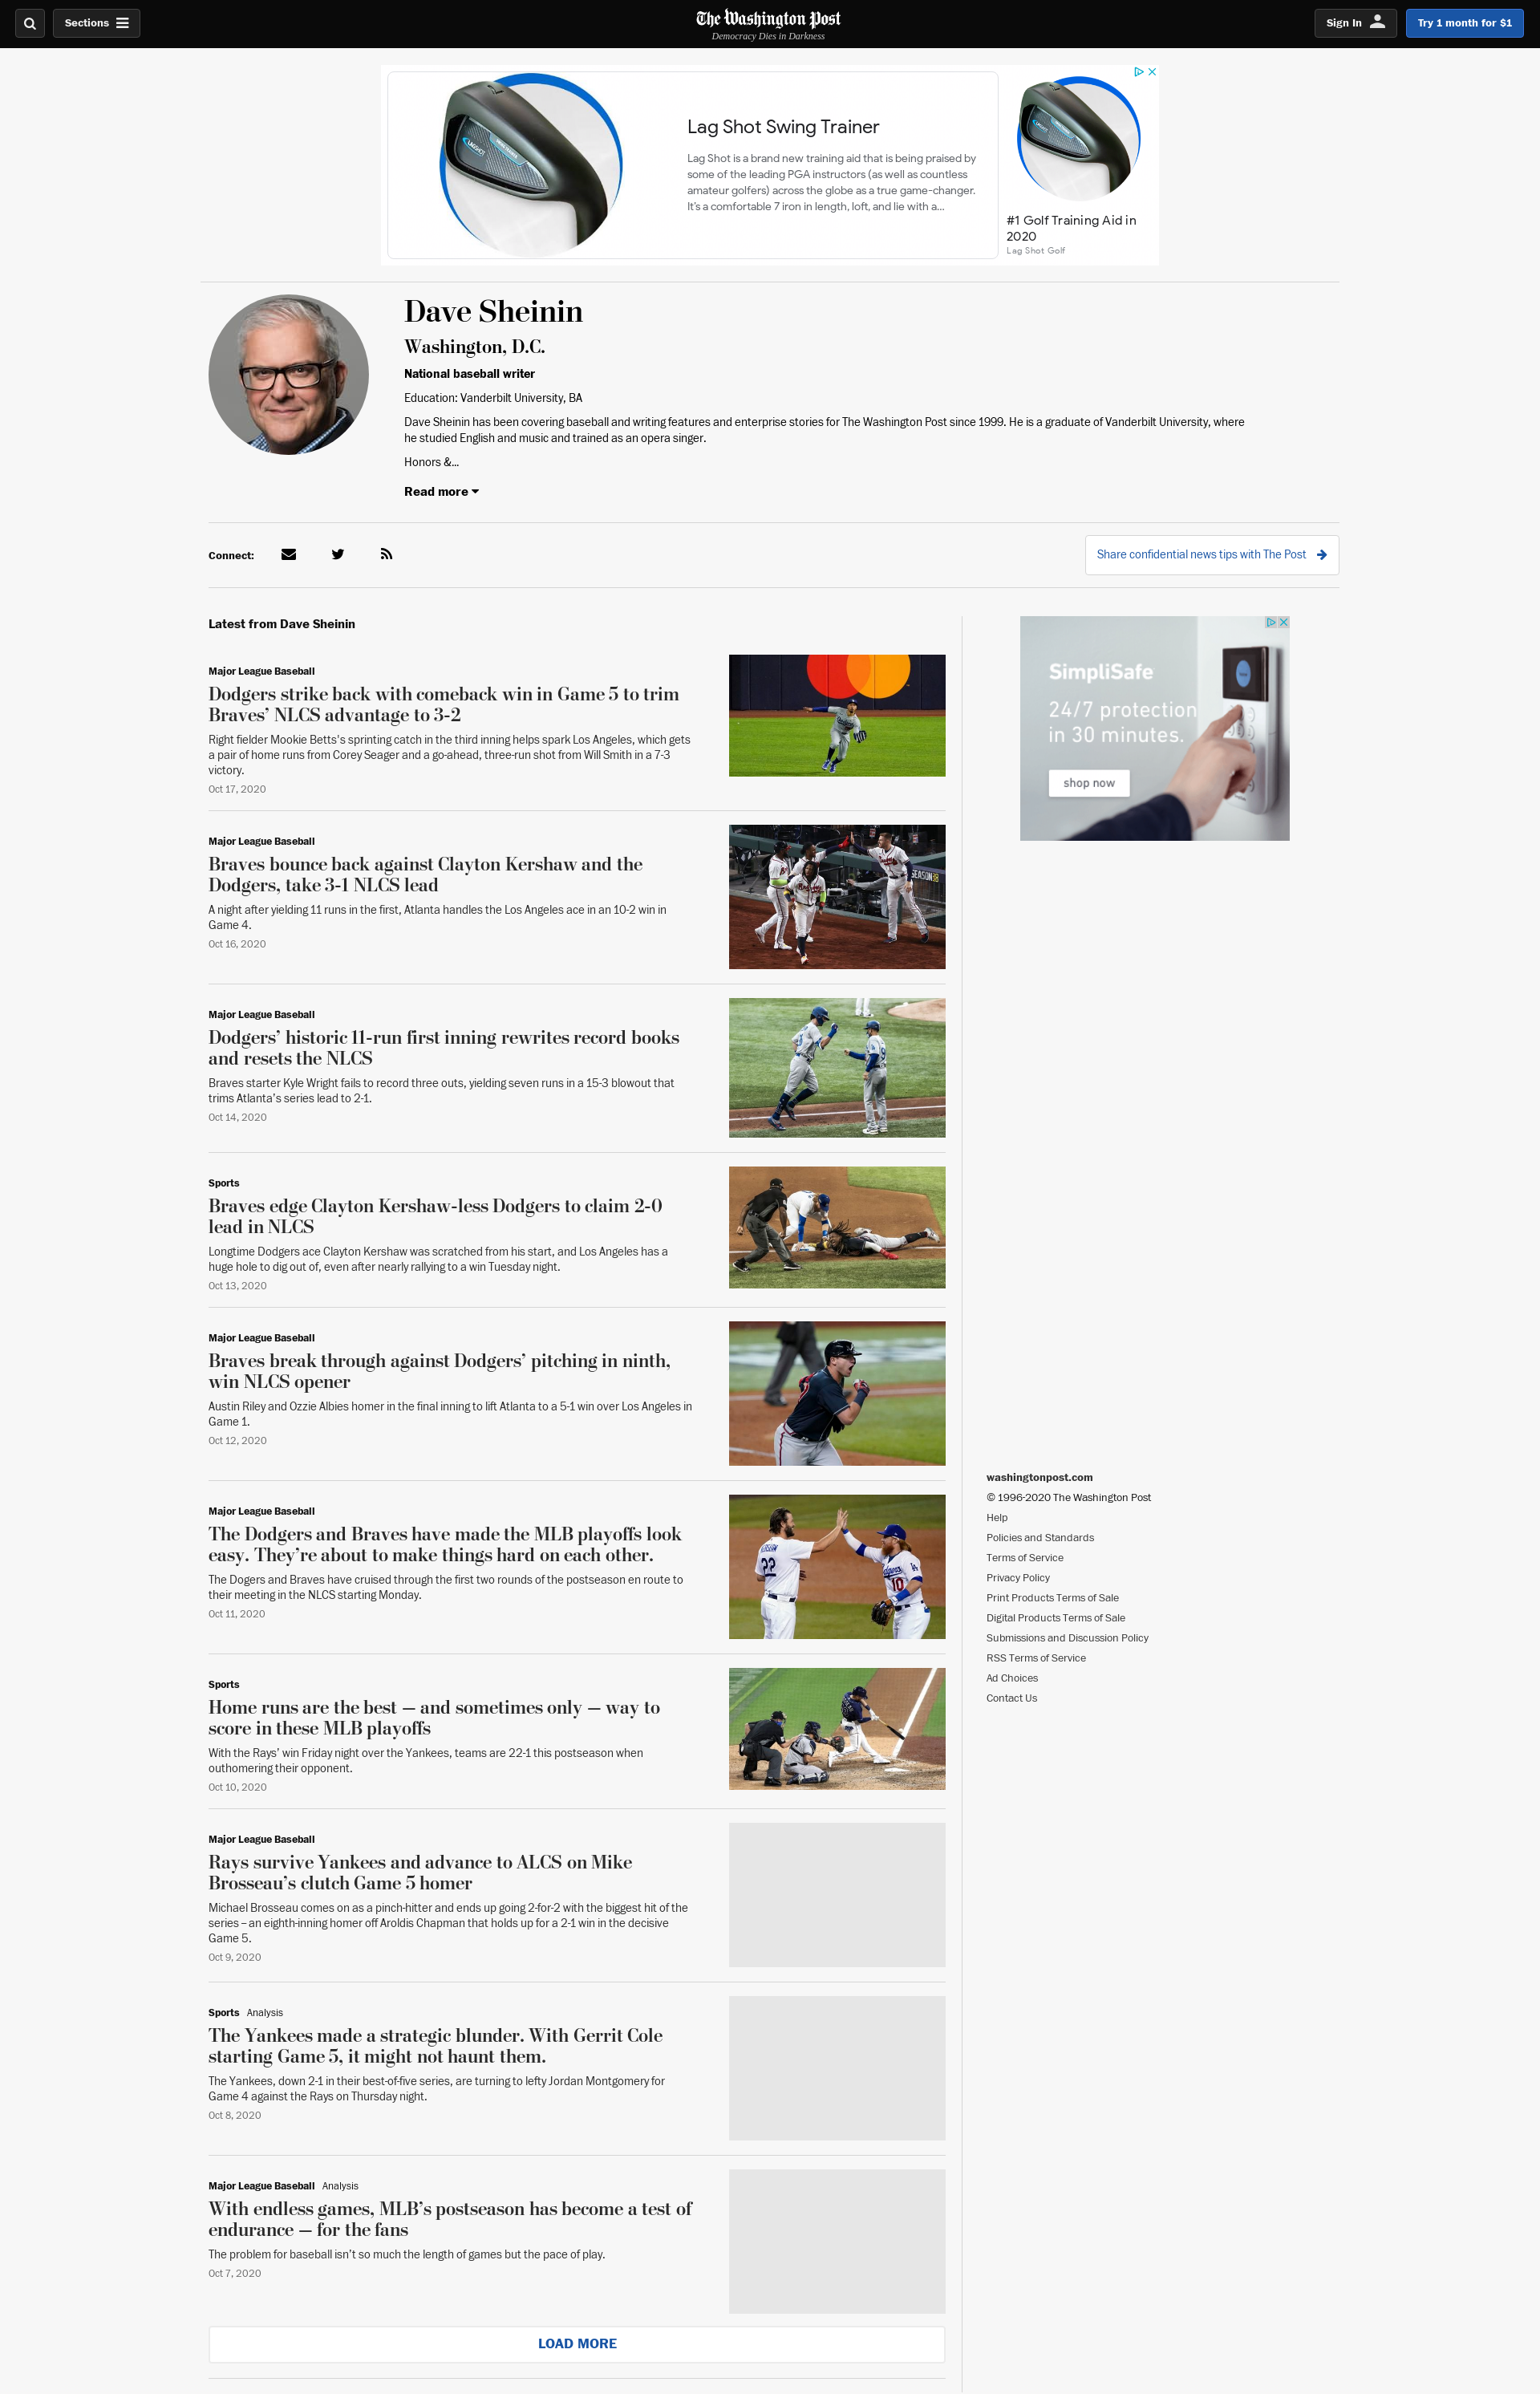 Sections
The Washington Post
Democracy Dies in Darkness
Sign In
Try 1 month for $1
Lag Shot Swing Trainer
Lag Shot is a brand new training aid that is being praised by
some of the leading PGA instructors (as well as countless
amateur golfers) across the globe as a true game-changer.
It's a comfortable 7 iron in length, loft, and lie with a...
#1 Golf Training Aid in
2020
Lag Shot Golf
Dave Sheinin
Washington, D.C.
National baseball writer
Education: Vanderbilt University, BA
Dave Sheinin has been covering baseball and writing features and enterprise stories for The Washington Post since 1999. He is a graduate of Vanderbilt University, where
he studied English and music and trained as an opera singer.
Honors &...
Read more
Connect:
Share confidential news tips with The Post
Latest from Dave Sheinin
Major League Baseball
Dodgers strike back with comeback win in Game 5 to trim
Braves’ NLCS advantage to 3-2
Right fielder Mookie Betts's sprinting catch in the third inning helps spark Los Angeles, which gets
a pair of home runs from Corey Seager and a go-ahead, three-run shot from Will Smith in a 7-3
victory.
Oct 17, 2020
Major League Baseball
Braves bounce back against Clayton Kershaw and the
Dodgers, take 3-1 NLCS lead
A night after yielding 11 runs in the first, Atlanta handles the Los Angeles ace in an 10-2 win in
Game 4.
Oct 16, 2020
Major League Baseball
Dodgers’ historic 11-run first inning rewrites record books
and resets the NLCS
Braves starter Kyle Wright fails to record three outs, yielding seven runs in a 15-3 blowout that
trims Atlanta’s series lead to 2-1.
Oct 14, 2020
Sports
Braves edge Clayton Kershaw-less Dodgers to claim 2-0
lead in NLCS
Longtime Dodgers ace Clayton Kershaw was scratched from his start, and Los Angeles has a
huge hole to dig out of, even after nearly rallying to a win Tuesday night.
Oct 13, 2020
Major League Baseball
Braves break through against Dodgers’ pitching in ninth,
win NLCS opener
Austin Riley and Ozzie Albies homer in the final inning to lift Atlanta to a 5-1 win over Los Angeles in
Game 1.
Oct 12, 2020
Major League Baseball
The Dodgers and Braves have made the MLB playoffs look
easy. They’re about to make things hard on each other.
The Dogers and Braves have cruised through the first two rounds of the postseason en route to
their meeting in the NLCS starting Monday.
Oct 11, 2020
Sports
Home runs are the best — and sometimes only — way to
score in these MLB playoffs
With the Rays’ win Friday night over the Yankees, teams are 22-1 this postseason when
outhomering their opponent.
Oct 10, 2020
Major League Baseball
Rays survive Yankees and advance to ALCS on Mike
Brosseau’s clutch Game 5 homer
Michael Brosseau comes on as a pinch-hitter and ends up going 2-for-2 with the biggest hit of the
series – an eighth-inning homer off Aroldis Chapman that holds up for a 2-1 win in the decisive
Game 5.
Oct 9, 2020
Sports Analysis
The Yankees made a strategic blunder. With Gerrit Cole
starting Game 5, it might not haunt them.
The Yankees, down 2-1 in their best-of-five series, are turning to lefty Jordan Montgomery for
Game 4 against the Rays on Thursday night.
Oct 8, 2020
Major League Baseball Analysis
With endless games, MLB’s postseason has become a test of
endurance — for the fans
The problem for baseball isn’t so much the length of games but the pace of play.
Oct 7, 2020
LOAD MORE
SimpliSafe
24/7 protection
in 30 minutes.
shop now
washingtonpost.com
© 1996-2020 The Washington Post
Help
Policies and Standards
Terms of Service
Privacy Policy
Print Products Terms of Sale
Digital Products Terms of Sale
Submissions and Discussion Policy
RSS Terms of Service
Ad Choices
Contact Us